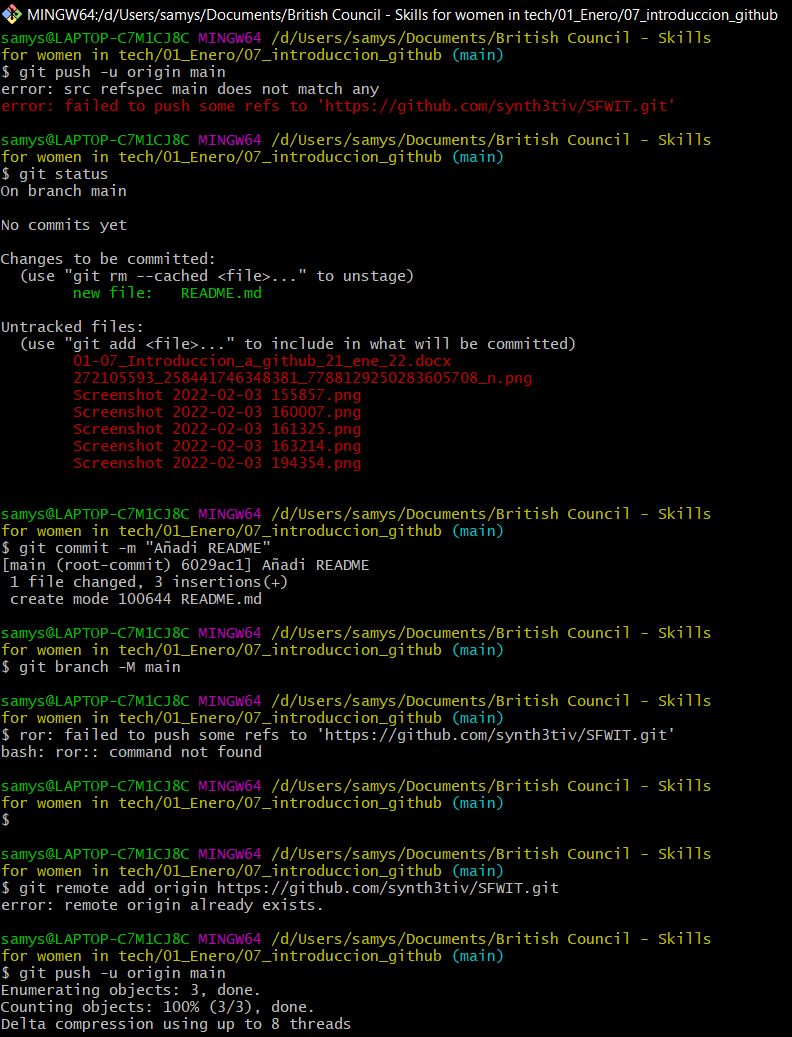 MINGW64:/d/Users/samys/Documents/British Council - Skills for women in tech/01_Enero/07_introduccion_github
samys@LAPTOP-C7M1CJ8C MINGW64 /d/Users/samys/Documents/British Council - Skills
for women in tech/01_Enero/07_introduccion_github (main)
$ git push -u origin main
error: src refspec main does not match any
error: failed to push some refs to 'https://github.com/synth3tiv/SFWIT.git'
samys@LAPTOP-C7M1CJ8C MINGW64 /d/Users/samys/Documents/British Council - Skills
for women in tech/01_Enero/07_introduccion_github (main)
$ git status
On branch main
No commits yet
Changes to be committed:
(use "git rm --cached <file>..." to unstage)
new file:   README.md
Untracked files:
(use "git add <file>..." to include in what will be committed)
01-07_Introduccion_a_github_21_ene_22.docx
272105593_258441746348381_7788129250283605708_n.png
Screenshot 2022-02-03 155857.png
Screenshot 2022-02-03 160007.png
Screenshot 2022-02-03 161325.png
Screenshot 2022-02-03 163214.png
Screenshot 2022-02-03 194354.png
samys@LAPTOP-C7M1CJ8C MINGW64 /d/Users/samys/Documents/British Council - Skills
for women in tech/01_Enero/07_introduccion_github (main)
$ git commit -m "Añadi README"
[main (root-commit) 6029ac1] Añadi README
1 file changed, 3 insertions(+)
create mode 100644 README.md
samys@LAPTOP-C7M1CJ8C MINGW64 /d/Users/samys/Documents/British Council - Skills
for women in tech/01_Enero/07_introduccion_github (main)
$ git branch -M main
samys@LAPTOP-C7M1CJ8C MINGW64 /d/Users/samys/Documents/British Council - Skills
for women in tech/01_Enero/07_introduccion_github (main)
$ ror: failed to push some refs to 'https://github.com/synth3tiv/SFWIT.git'
bash: ror:: command not found
samys@LAPTOP-C7M1CJ8C MINGW64 /d/Users/samys/Documents/British Council - Skills
for women in tech/01_Enero/07_introduccion_github (main)
$
samys@LAPTOP-C7M1CJ8C MINGW64 /d/Users/samys/Documents/British Council - Skills
for women in tech/01_Enero/07_introduccion_github (main)
$ git remote add origin https://github.com/synth3tiv/SFWIT.git
error: remote origin already exists.
samys@LAPTOP-C7M1CJ8C MINGW64 /d/Users/samys/Documents/British Council - Skills
for women in tech/01_Enero/07_introduccion_github (main)
$ git push -u origin main
Enumerating objects: 3, done.
Counting objects: 100% (3/3), done.
Delta compression using up to 8 threads